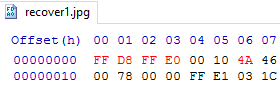 recover1.jpg
Offset(h) 00 01 02 03 04 05 06 07
00000000 FF D8 FF E0 00 10 4A 46
00000010 00 78 00 00 FF E1 03 1C